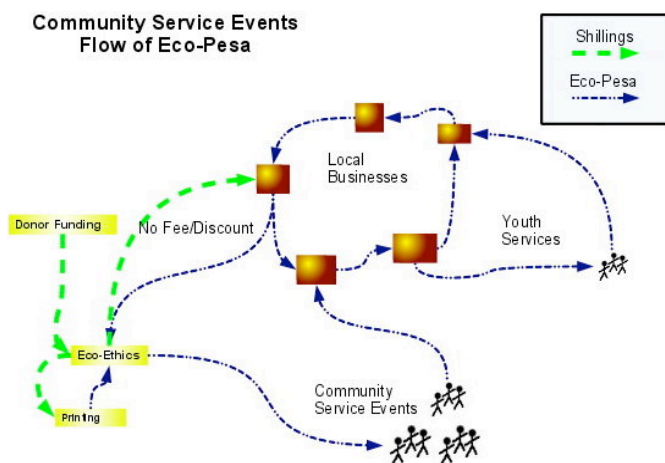 Community Service Events
Flow of Eco-Pesa
Shillings
Eco-Pesa
Local
Businesses
Donor Funding
No Fee/Discount
Youth
Services
Eco-Ethics
Printing
Community
Service Events